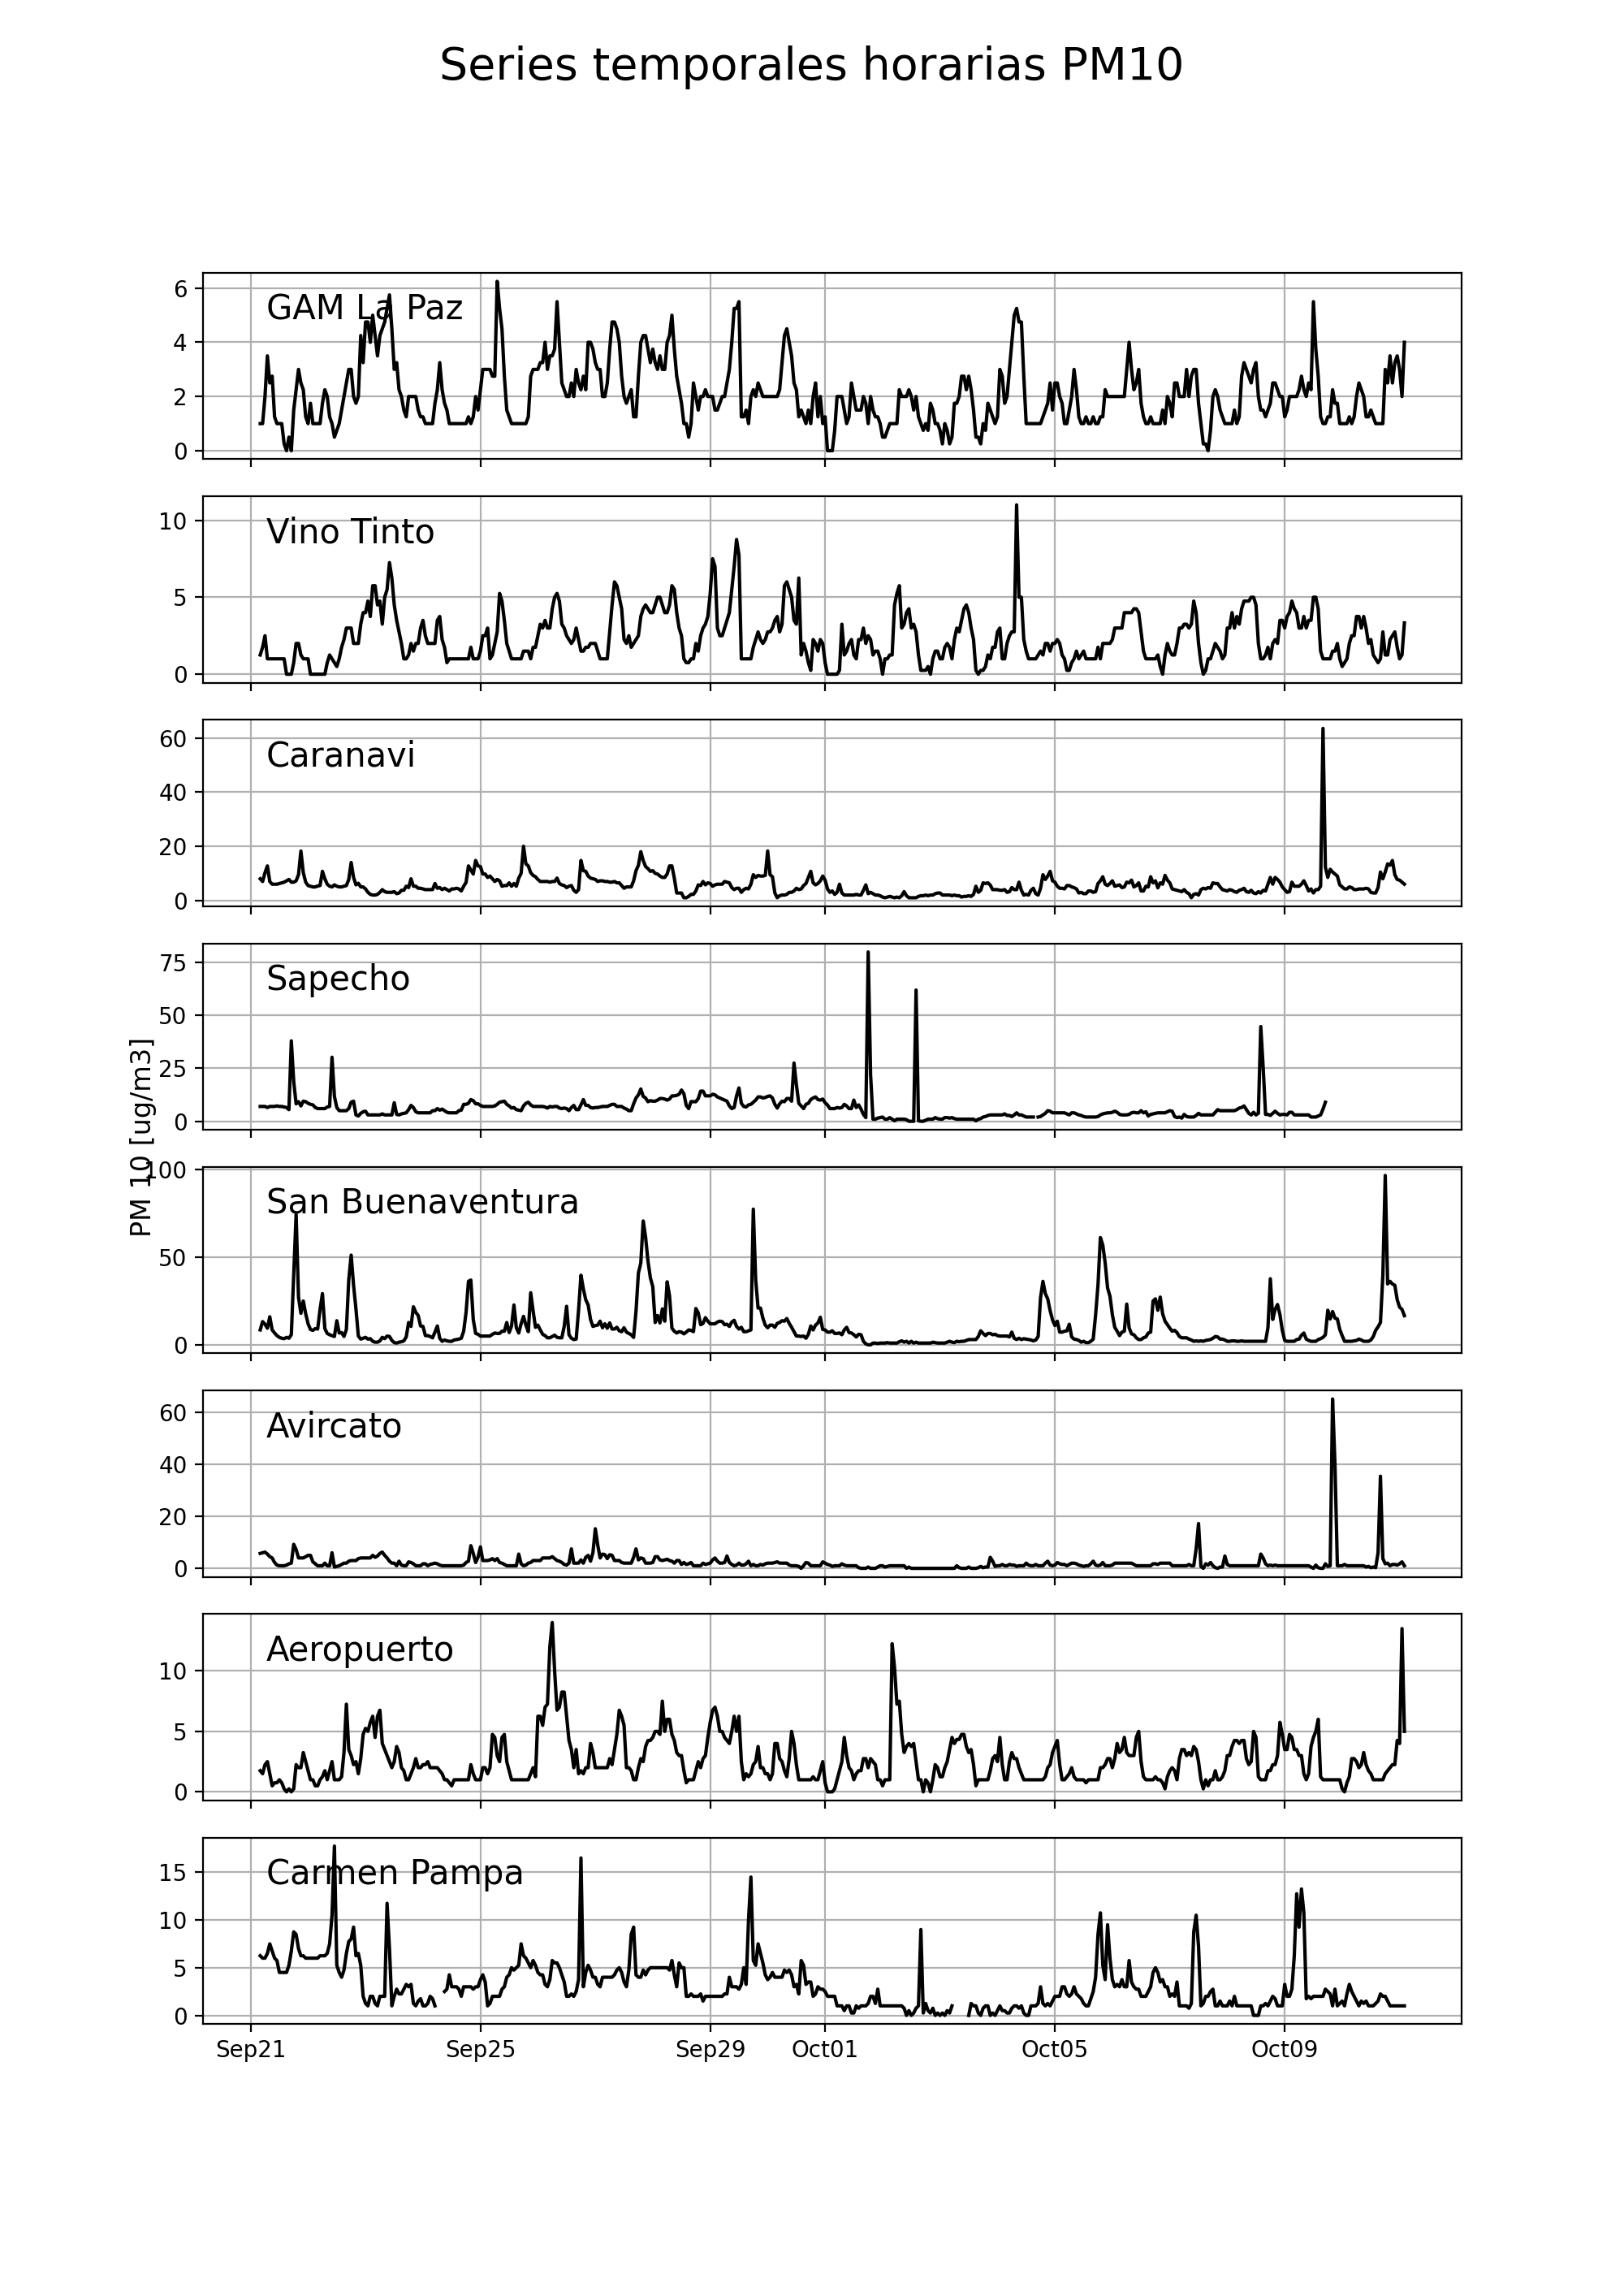 Series temporales horarias PM10
6
GAM La Paz
4
2
0
10
Vino Tinto
5
0
60
Caranavi
40
20
0
75
Sapecho
50
25
0
PM 10 [ug/m3]
100
San Buenaventura
50
0
60
Avircato
40
20
0
Aeropuerto
10
5
0
15
Carmen Pampa
10
5
0
Sep21 Sep25 Sep29 Oct01 Oct05 Oct09